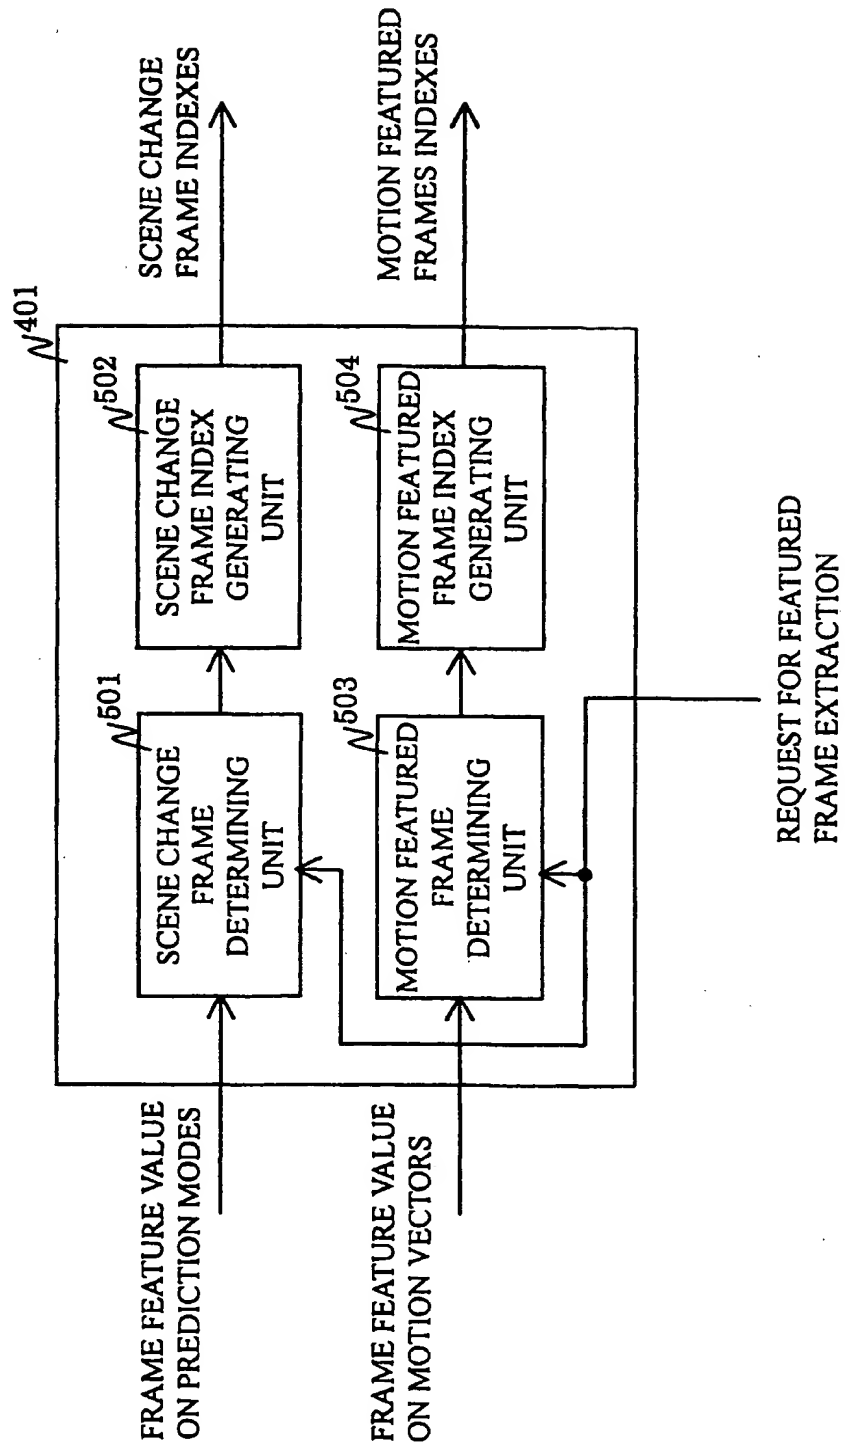 FRAME FEATURE VALUE
ON PREDICTION MODES
FRAME FEATURE VALUE
ON MOTION VECTORS
401
501
SCENE CHANGE
FRAME
DETERMINING
UNIT
502
SCENE CHANGE
FRAME INDEX
GENERATING
UNIT
503
MOTION FEATURED
FRAME
DETERMINING
UNIT
504
MOTION FEATURED
FRAME INDEX
GENERATING
UNIT
SCENE CHANGE
FRAME INDEXES
MOTION FEATURED
FRAMES INDEXES
REQUEST FOR FEATURED
FRAME EXTRACTION